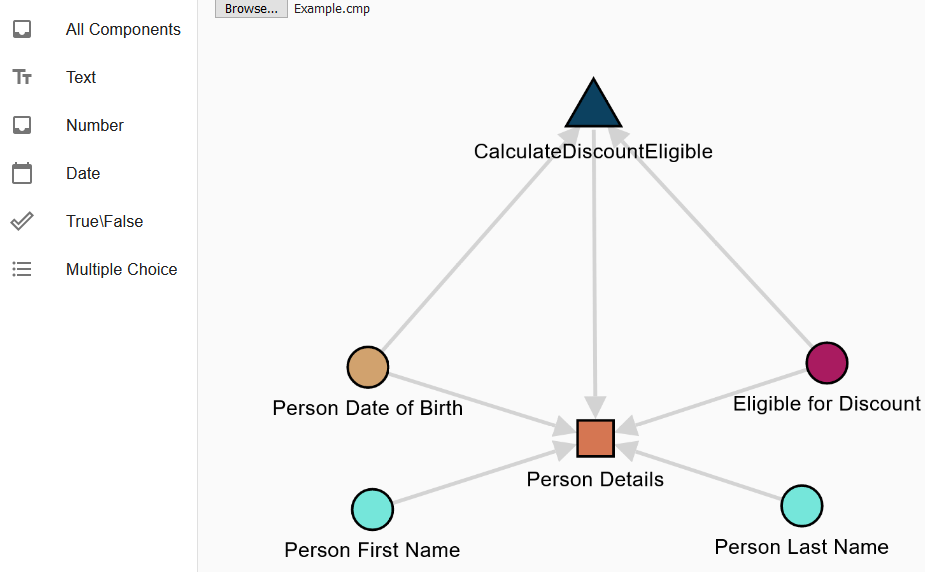 Browse... Example.cmp
All Components
Text
Number
Date
True\False
Multiple Choice
CalculateDiscountEligible
Person Date of Birth
Eligible for Discount
Person Details
Person First Name
Person Last Name